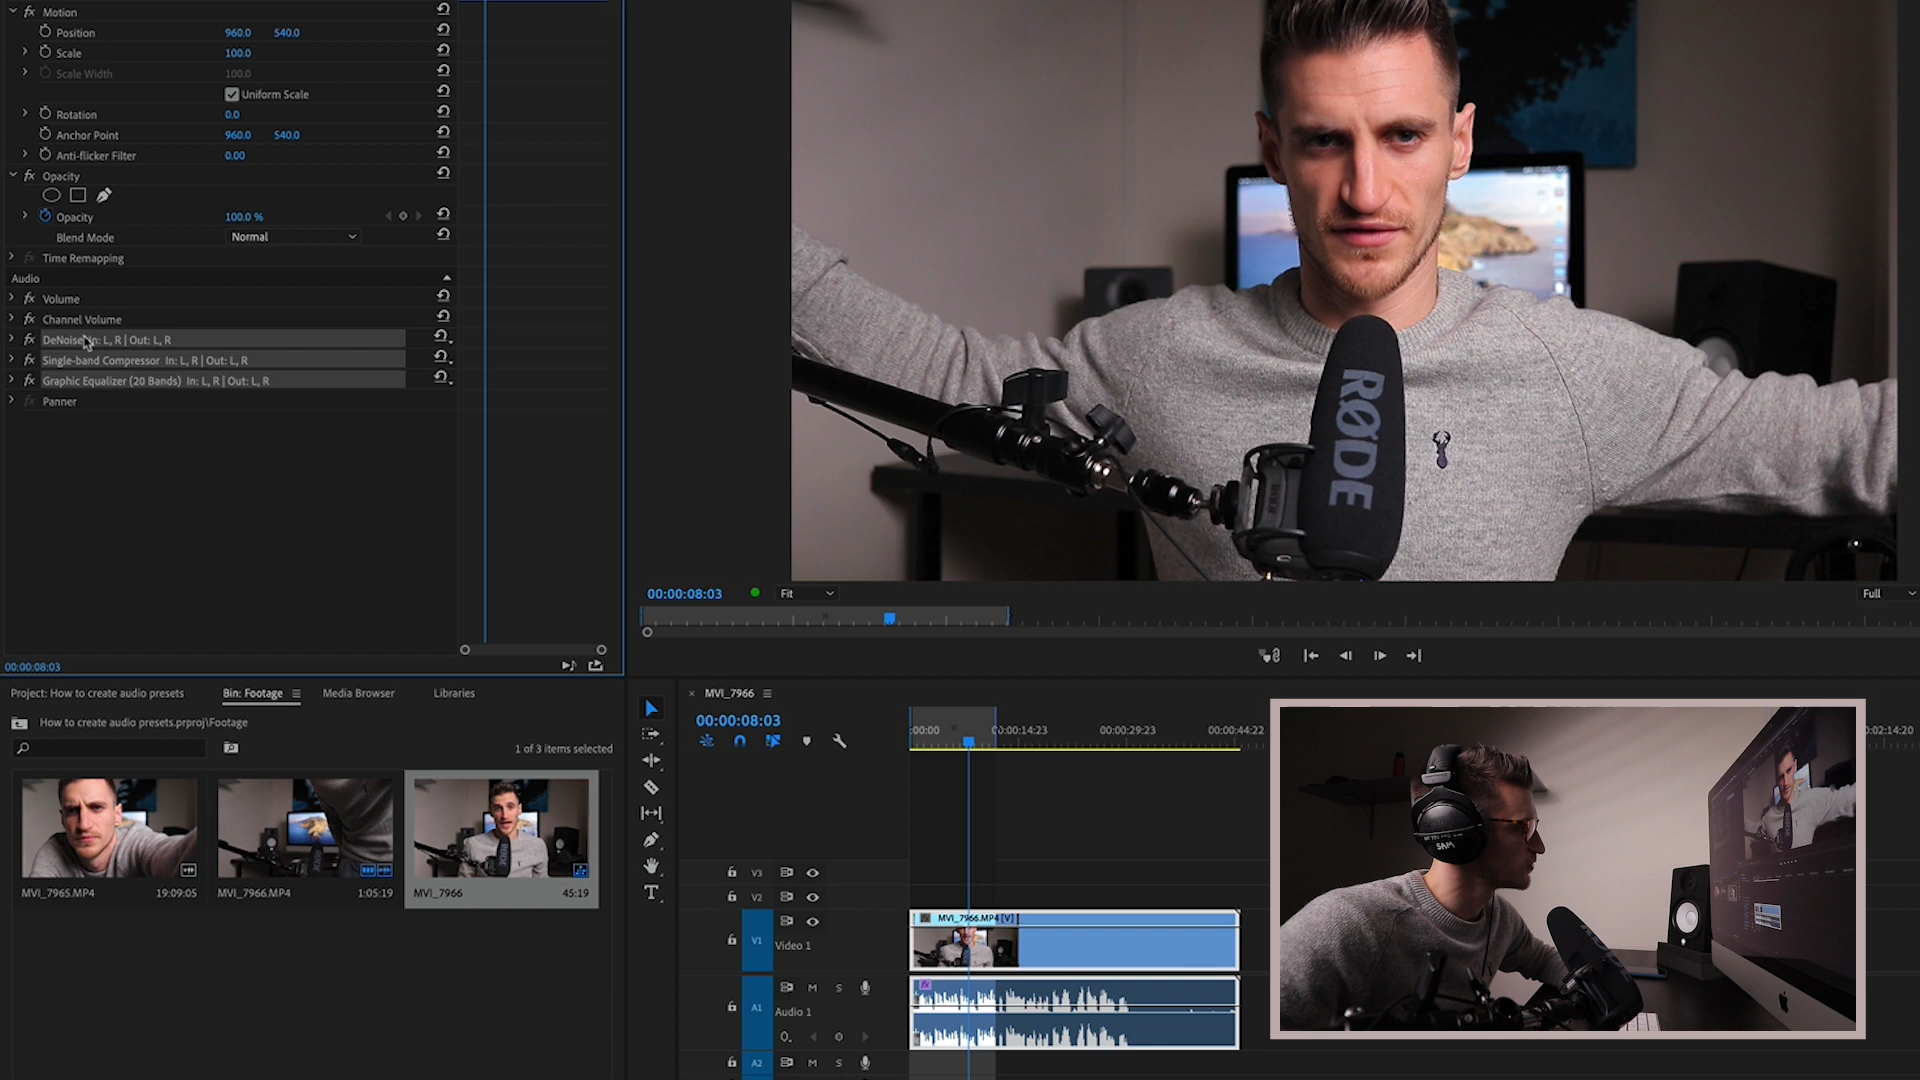 Motion
Position 960.0 540.0
Scale 100.0
Scale Width 100.0
Uniform Scale
Rotation 0.0
Anchor Point 960.0 540.0
Anti-flicker Filter 0.00
Opacity
Opacity 100.0 %
Blend Mode Normal
Time Remapping
Audio
Volume
Channel Volume
DeNoise In: L, R | Out: L, R
Single-band Compressor In: L, R | Out: L, R
Graphic Equalizer (20 Bands) In: L, R | Out: L, R
Panner
00:00:08:03
RØDE
00:00:08:03 Fit Full
Project: How to create audio presets Bin: Footage Media Browser Libraries
How to create audio presets.prproj\Footage
1 of 3 items selected
MVI_7965.MP4 19:09:05
MVI_7966.MP4 1:05:19
MVI_7966 45:19
× MVI_7966
00:00:08:03
:00:00 00:00:14:23 00:00:29:23 00:00:44:22 0:02:14:20
V3
V2
V1 Video 1
MVI_7966.MP4 [V]
A1 M S
Audio 1
A2 M S
fx
SAM